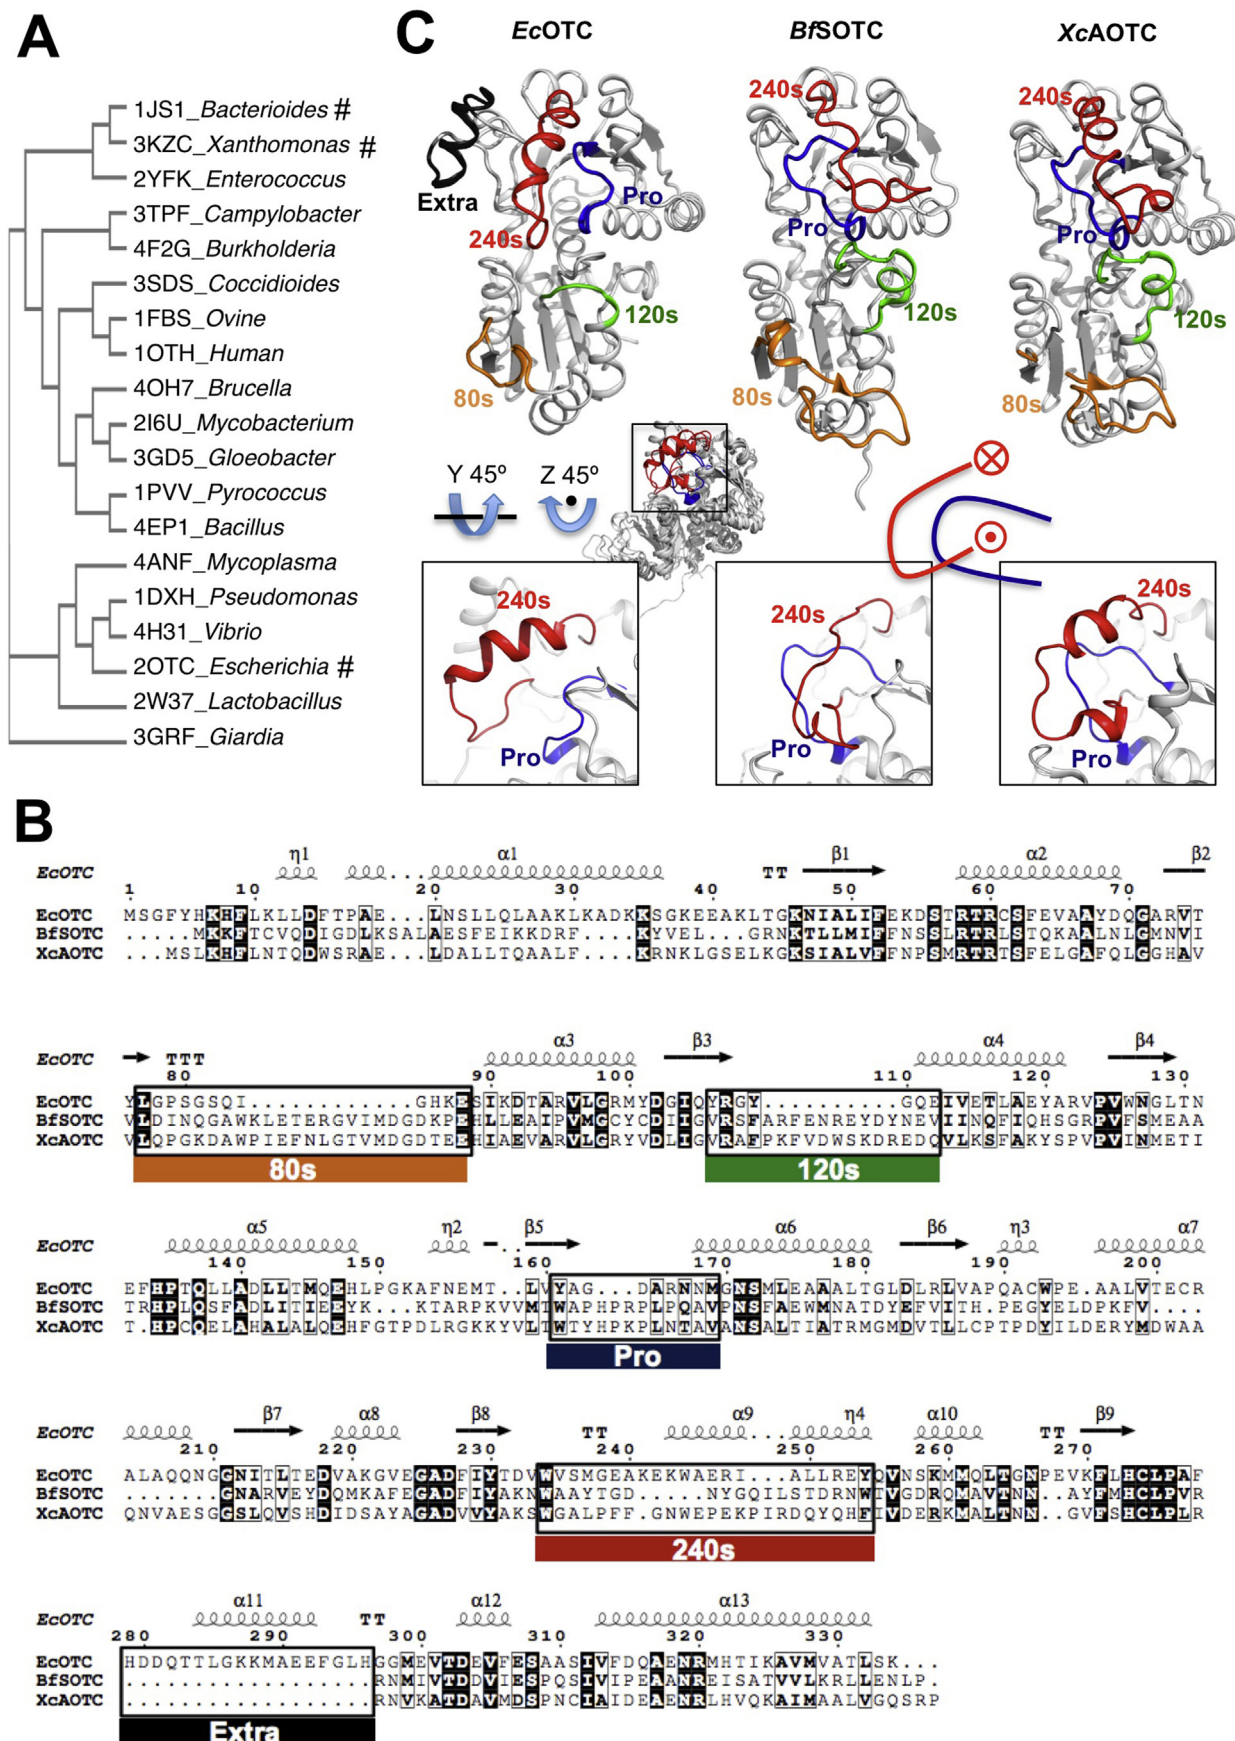 A
1JS1_Bacterioides #
3KZC_Xanthomonas #
2YFK_Enterococcus
3TPF_Campylobacter
4F2G_Burkholderia
3SDS_Coccidioides
1FBS_Ovine
1OTH_Human
4OH7_Brucella
2I6U_Mycobacterium
3GD5_Gloeobacter
1PVV_Pyrococcus
4EP1_Bacillus
4ANF_Mycoplasma
1DXH_Pseudomonas
4H31_Vibrio
2OTC_Escherichia #
2W37_Lactobacillus
3GRF_Giardia
C
EcOTC BfSOTC XcAOTC
240s 240s
Extra Pro
240s Pro Pro
120s 120s 120s
80s 80s 80s
Y 45º Z 45º
240s 240s 240s
Pro Pro Pro
B
η1 α1 β1 α2 β2
EcOTC ... TT
1 10 20 30 40 50 60 70
EcOTC MSGFYHKHFLKLLDFTPAE...LNSLLQLAAKLKADKKSGKEEAKLTGKNIALIFEKDSTRTRCSFEVAAYDQGARVT
BfSOTC .....MKKFTCVQDIGDLKSALAESFEIKKDRF....KYVEL...GRNKTLLMIFFNSSLRTRLSTQKAALNLGMNVI
XcAOTC ...MSLKHFLNTQDWSRAE...LDALLTQAALF....KRNKLGSELKGKSIALVFFNPSMRTRTSFELGAFQLGGHAV
α3 β3 α4 β4
EcOTC TTT
80 90 100 110 120 130
EcOTC YLGPSGSQI............GHKESIKDTARVLGRMYDGIQYRGY..........GQEIVETLAEYARVPVWNGLTN
BfSOTC VLDINQGAWKLETERGVIMDGDKPEHLLEAIPVMGCYCDIIGVRSFARFENREYDYNEVIINQFIQHSGRPVFSMEAA
XcAOTC VLQPGKDAWPIEFNLGTVMDGDTEEHIAEVARVLGRYVDLIGVRAFPKFVDWSKDREDQVLKSFAKYSPVPVINMETI
80s 120s
α5 η2 β5 α6 β6 η3 α7
EcOTC ..
140 150 160 170 180 190 200
EcOTC EFHPTQLLADLLTMQEHLPGKAFNEMT..LVYAG...DARNNMGNSMLEAAALTGLDLRLVAPQACWPE.AALVTECR
BfSOTC TRHPLQSFADLITIEEYK...KTARPKVVMTWAPHPRPLPQAVPNSFAEWMNATDYEFVITH.PEGYELDPKFV....
XcAOTC T.HPCQELAHALALQEHFGTPDLRGKKYVLTWTYHPKPLNTAVANSALTIATRMGMDVTLLCPTPDYILDERYMDWAA
Pro
β7 α8 β8 α9 η4 α10 β9
EcOTC TT ... TT
210 220 230 240 250 260 270
EcOTC ALAQQNGGNITLTEDVAKGVEGADFIYTDVWVSMGEAKEKWAERI...ALLREYQVNSKMMQLTGNPEVKFLHCLPAF
BfSOTC .......GNARVEYDQMKAFEGADFIYAKNWAAYTGD.....NYGQILSTDRNWTVGDRQMAVTNN..AYFMHCLPVR
XcAOTC QNVAESGGSLQVSHDIDSAYAGADVVYAKSWGALPFF.GNWEPEKPIRDQYQHFIVDERKMALTNN..GVFSHCLPLR
240s
α11 α12 α13
EcOTC TT
280 290 300 310 320 330
EcOTC HDDQTTLGKKMAEEFGLHGGMEVTDEVFESAASIVFDQAENRMHTIKAVMVATLSK...
BfSOTC ..................RNMIVTDDVIESPQSIVIPEAANREISATVVLKRLLENLP.
XcAOTC ..................RNVKATDAVMDSPNCIAIDEAENRLHVQKAIMAALVGQSRP
Extra